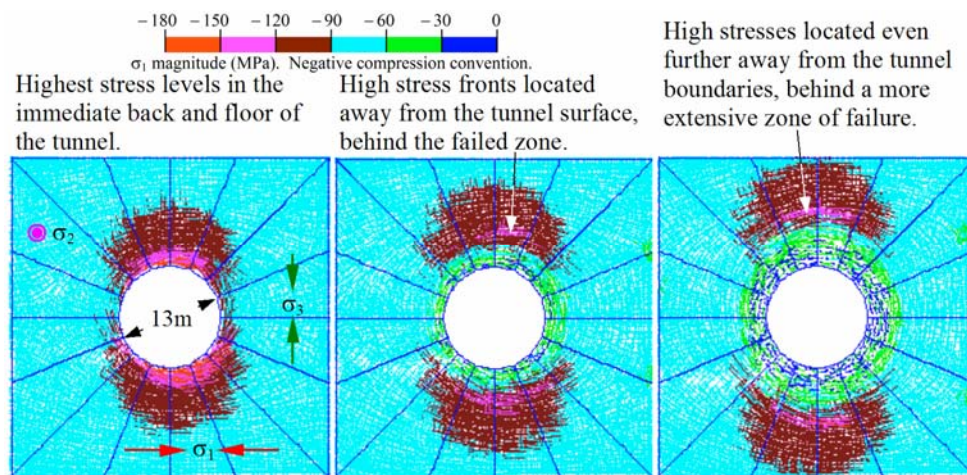 −180 −150 −120 −90 −60 −30 0
σ₁ magnitude (MPa). Negative compression convention.
Highest stress levels in the
immediate back and floor of
the tunnel.
High stress fronts located
away from the tunnel surface,
behind the failed zone.
High stresses located even
further away from the tunnel
boundaries, behind a more
extensive zone of failure.
σ₂
σ₃
13m
σ₁